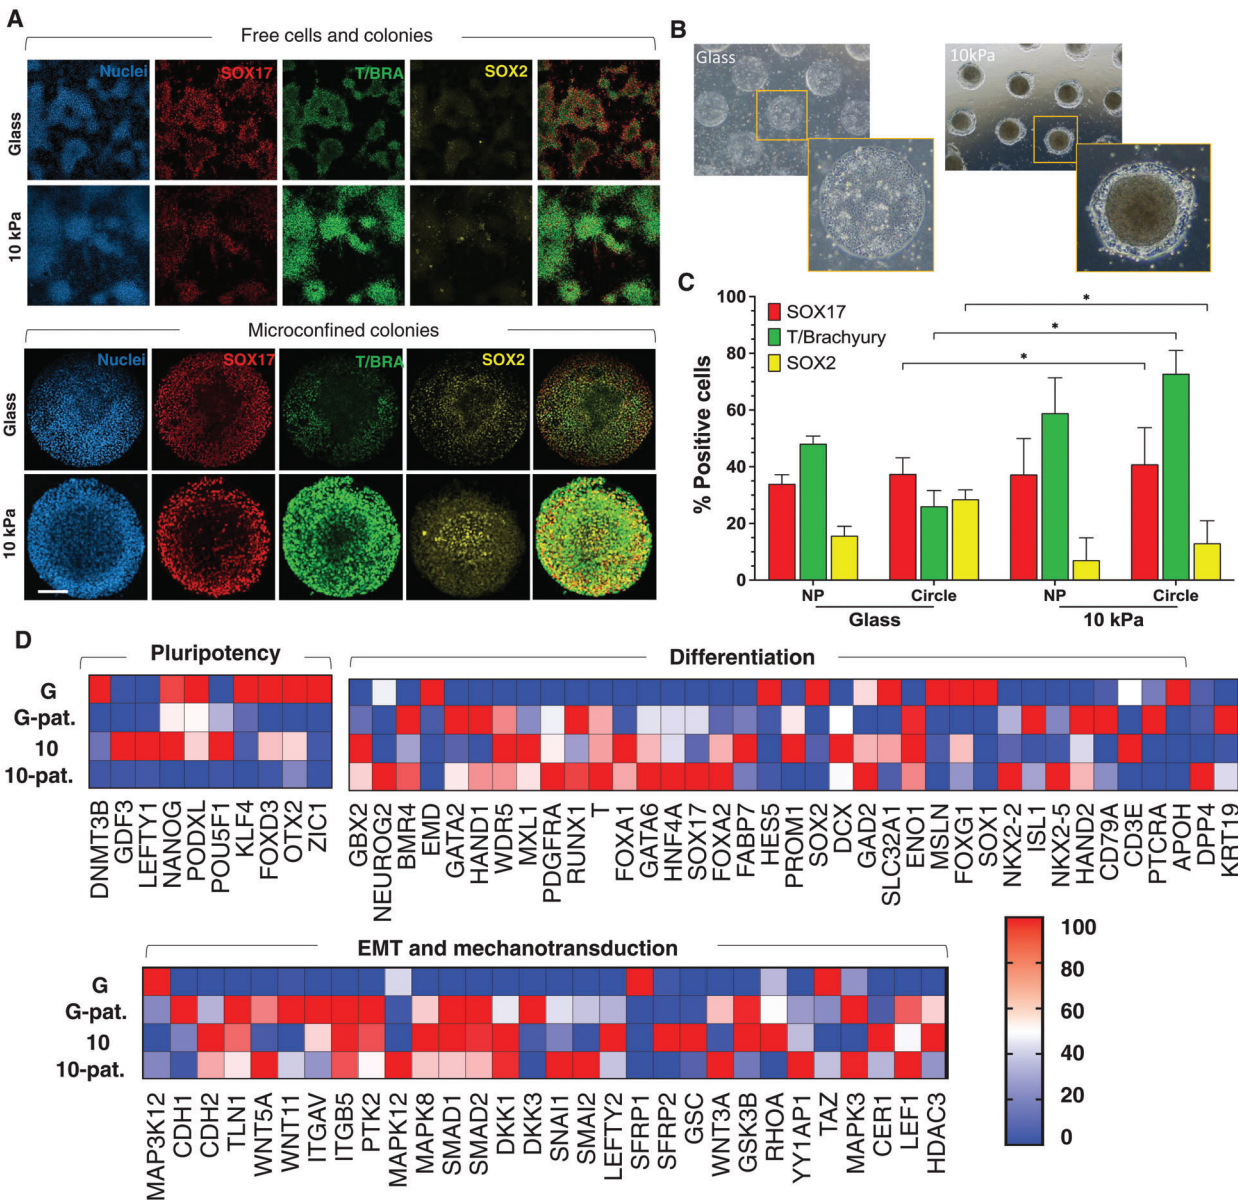 A
Free cells and colonies
Nuclei SOX17 T/BRA SOX2
Glass
10 kPa
Microconfined colonies
Nuclei SOX17 T/BRA SOX2
Glass
10 kPa
B
Glass
10kPa
C
% Positive cells
100
80
60
40
20
0
SOX17
T/Brachyury
SOX2
*
*
*
NP Circle NP Circle
Glass 10 kPa
D
Pluripotency
G
G-pat.
10
10-pat.
DNMT3B
GDF3
LEFTY1
NANOG
PODXL
POU5F1
KLF4
FOXD3
OTX2
ZIC1
Differentiation
GBX2
NEUROG2
BMR4
EMD
GATA2
HAND1
WDR5
MXL1
PDGFRA
RUNX1
T
FOXA1
GATA6
HNF4A
SOX17
FOXA2
FABP7
HES5
PROM1
SOX2
DCX
GAD2
SLC32A1
ENO1
MSLN
FOXG1
SOX1
NKX2-2
ISL1
NKX2-5
HAND2
CD79A
CD3E
PTCRA
APOH
DPP4
KRT19
EMT and mechanotransduction
G
G-pat.
10
10-pat.
MAP3K12
CDH1
CDH2
TLN1
WNT5A
WNT11
ITGAV
ITGB5
PTK2
MAPK12
MAPK8
SMAD1
SMAD2
DKK1
DKK3
SNAI1
SMAI2
LEFTY2
SFRP1
SFRP2
GSC
WNT3A
GSK3B
RHOA
YY1AP1
TAZ
MAPK3
CER1
LEF1
HDAC3
100
80
60
40
20
0